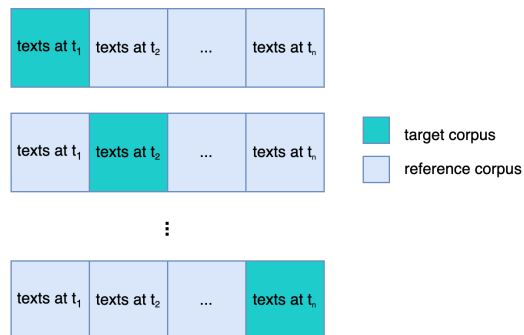 texts at t₁ texts at t₂ ... texts at tₙ
texts at t₁ texts at t₂ ... texts at tₙ
target corpus
reference corpus
⋮
texts at t₁ texts at t₂ ... texts at tₙ